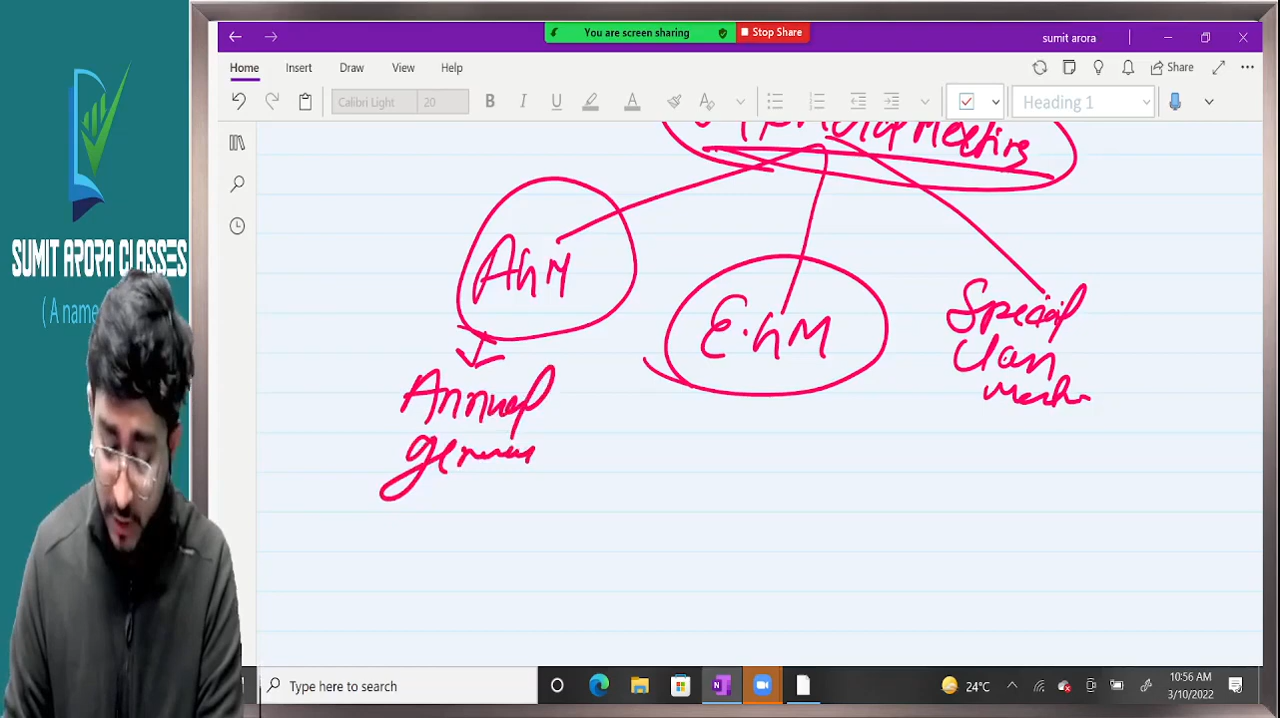 You are screen sharing
Stop Share
sumit arora
Home
Insert
Draw
View
Help
Share
Calibri Light
20
B
I
U
A
Heading 1
Meeting
AGM
E.GM
Special
Class
Annual
SUMIT ARORA CLASSES
( A name
Type here to search
24°C
10:56 AM
3/10/2022